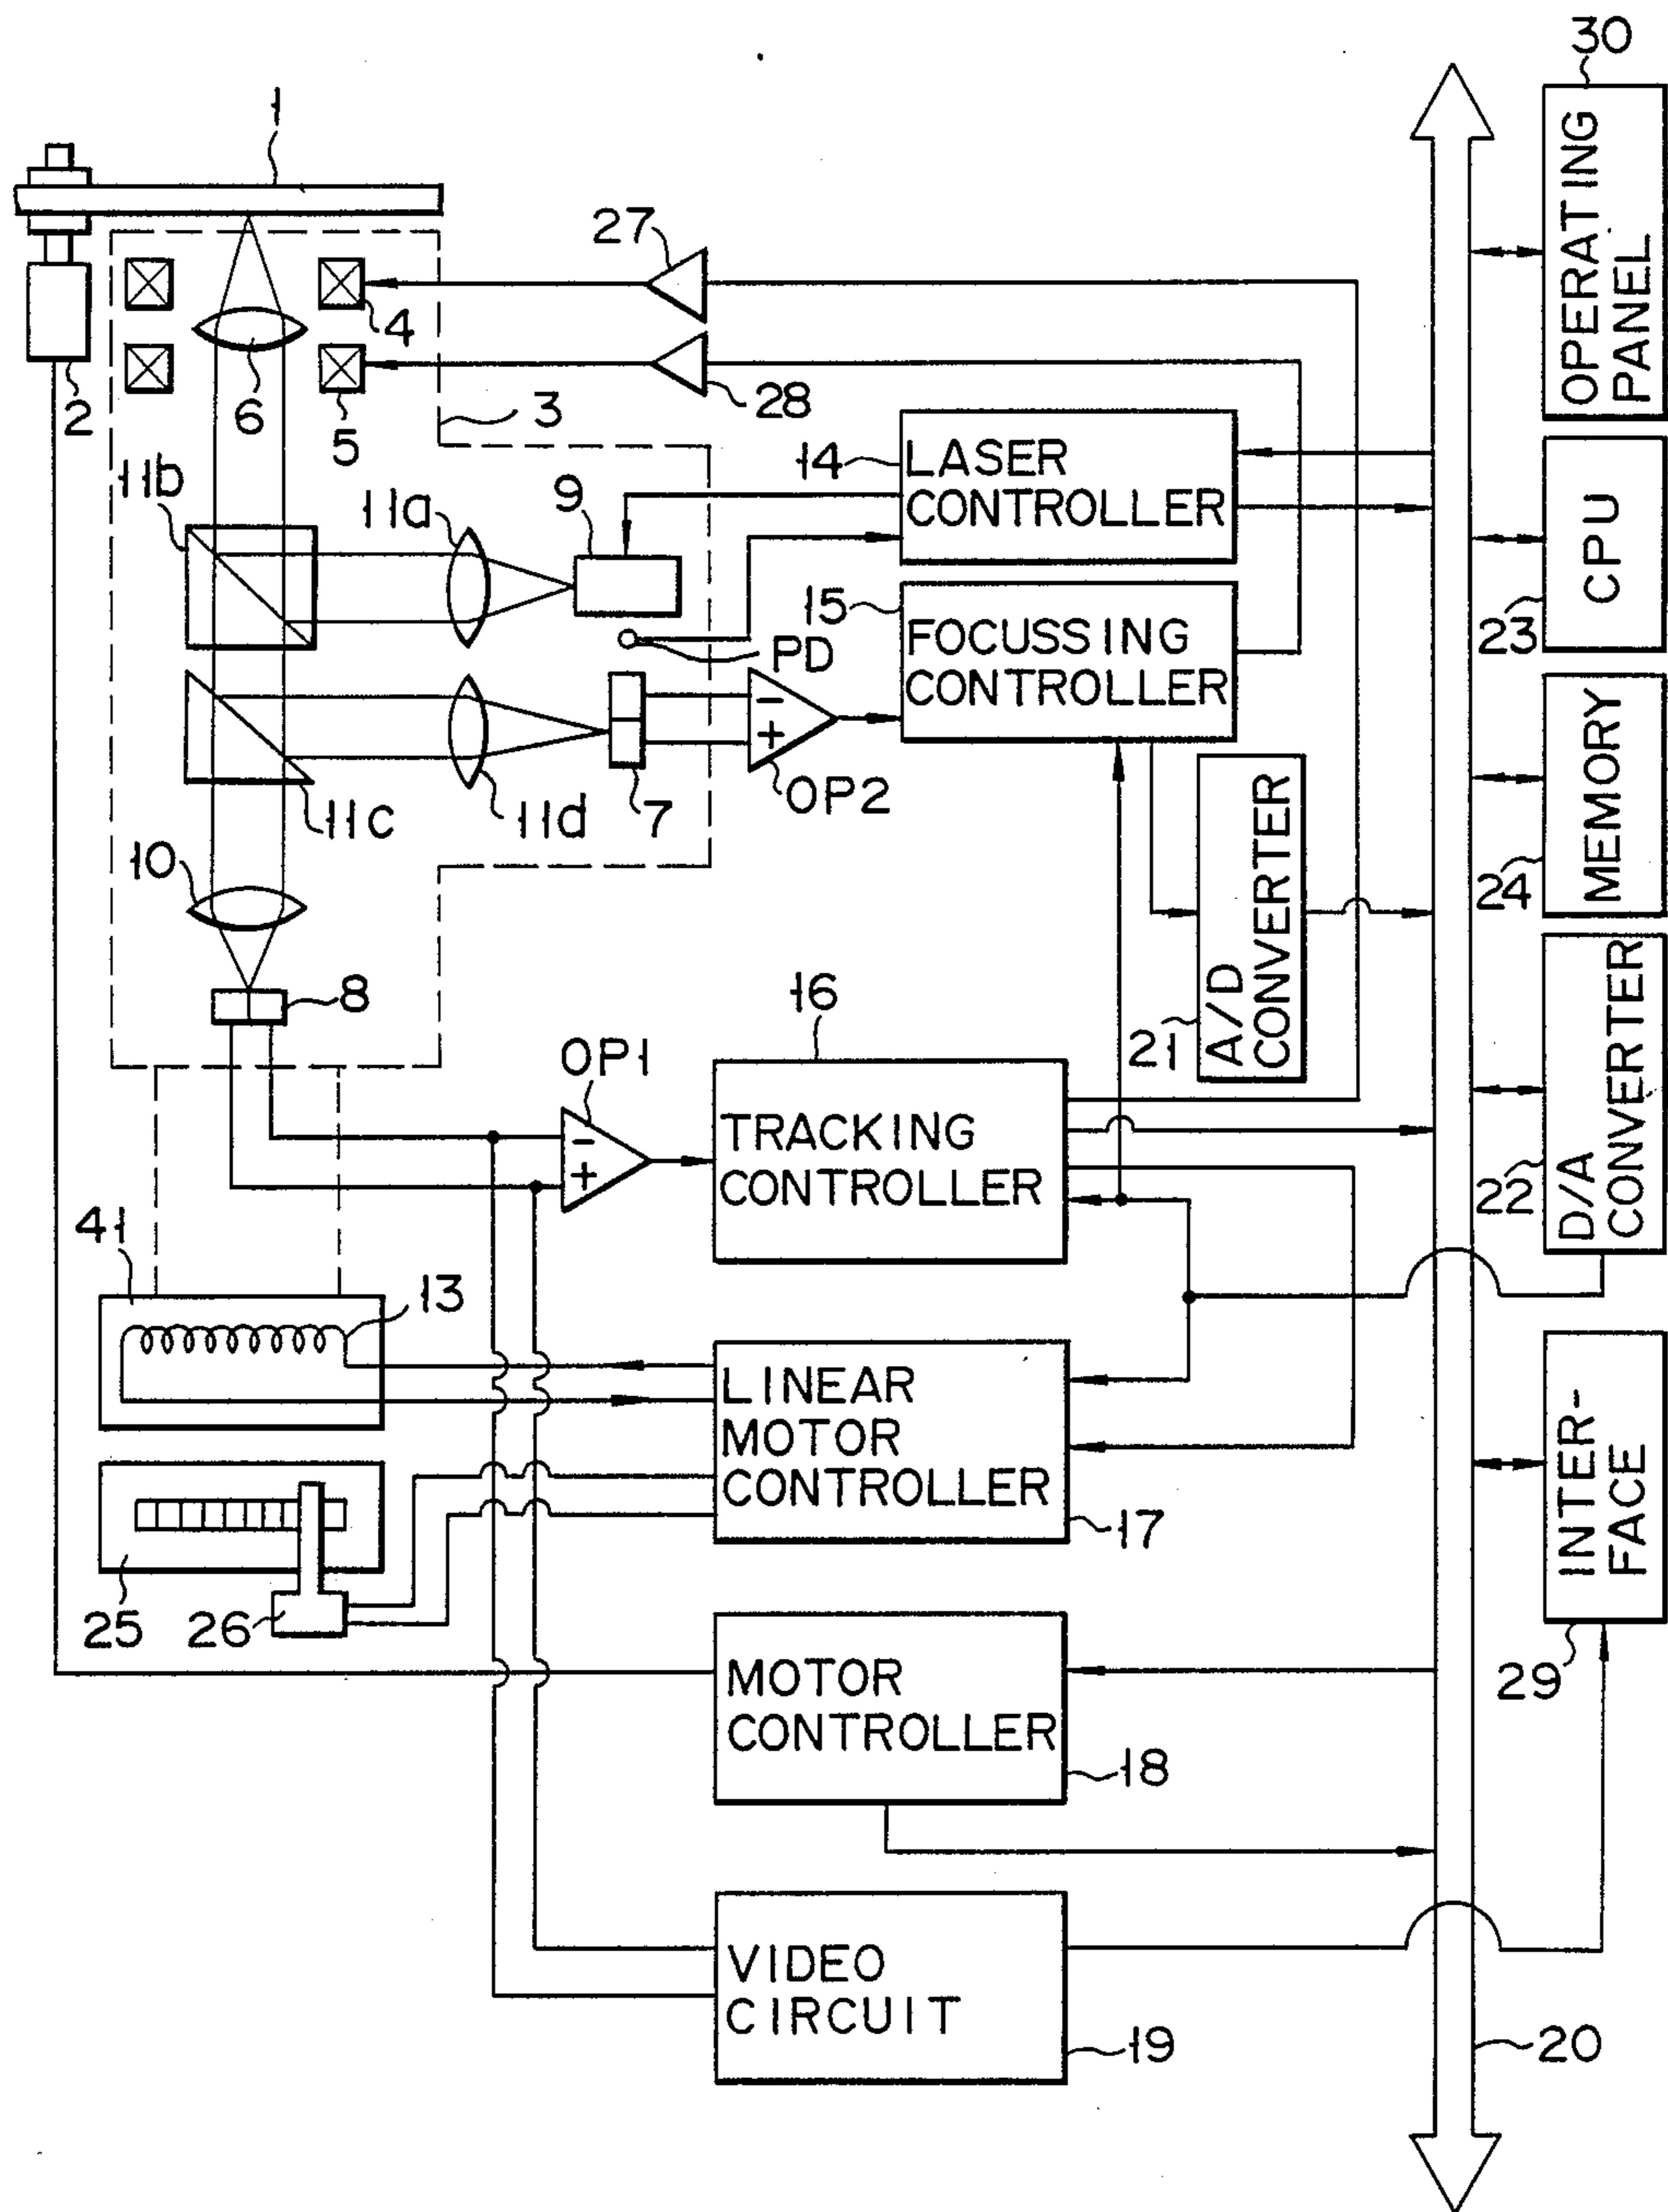 30
1
OPERATING
PANEL
27
4
2
6
5
3
28
14
LASER
CONTROLLER
11b
11a
9
CPU
23
15
FOCUSSING
CONTROLLER
PD
OP2
11c
11d
7
MEMORY
24
10
8
A/D
CONVERTER
21
D/A
CONVERTER
22
16
OP1
TRACKING
CONTROLLER
−
+
−
+
41
13
LINEAR
MOTOR
CONTROLLER
17
INTER-
FACE
29
25
26
MOTOR
CONTROLLER
18
VIDEO
CIRCUIT
19
20